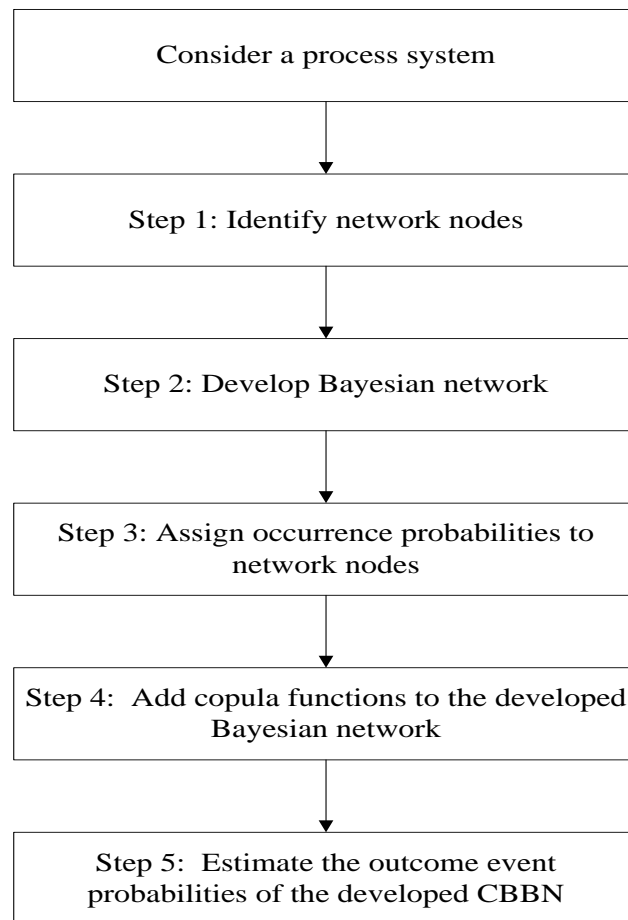 Consider a process system
Step 1: Identify network nodes
Step 2: Develop Bayesian network
Step 3: Assign occurrence probabilities to
network nodes
Step 4:  Add copula functions to the developed
Bayesian network
Step 5:  Estimate the outcome event
probabilities of the developed CBBN